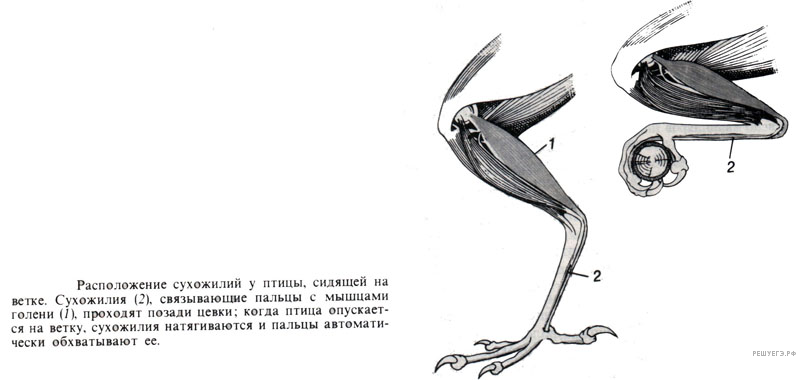 1
2
2
Расположение сухожилий у птицы, сидящей на
ветке. Сухожилия (2), связывающие пальцы с мышцами
голени (1), проходят позади цевки; когда птица опускает-
ся на ветку, сухожилия натягиваются и пальцы автомати-
чески обхватывают ее.
РЕШУЕГЭ.РФ